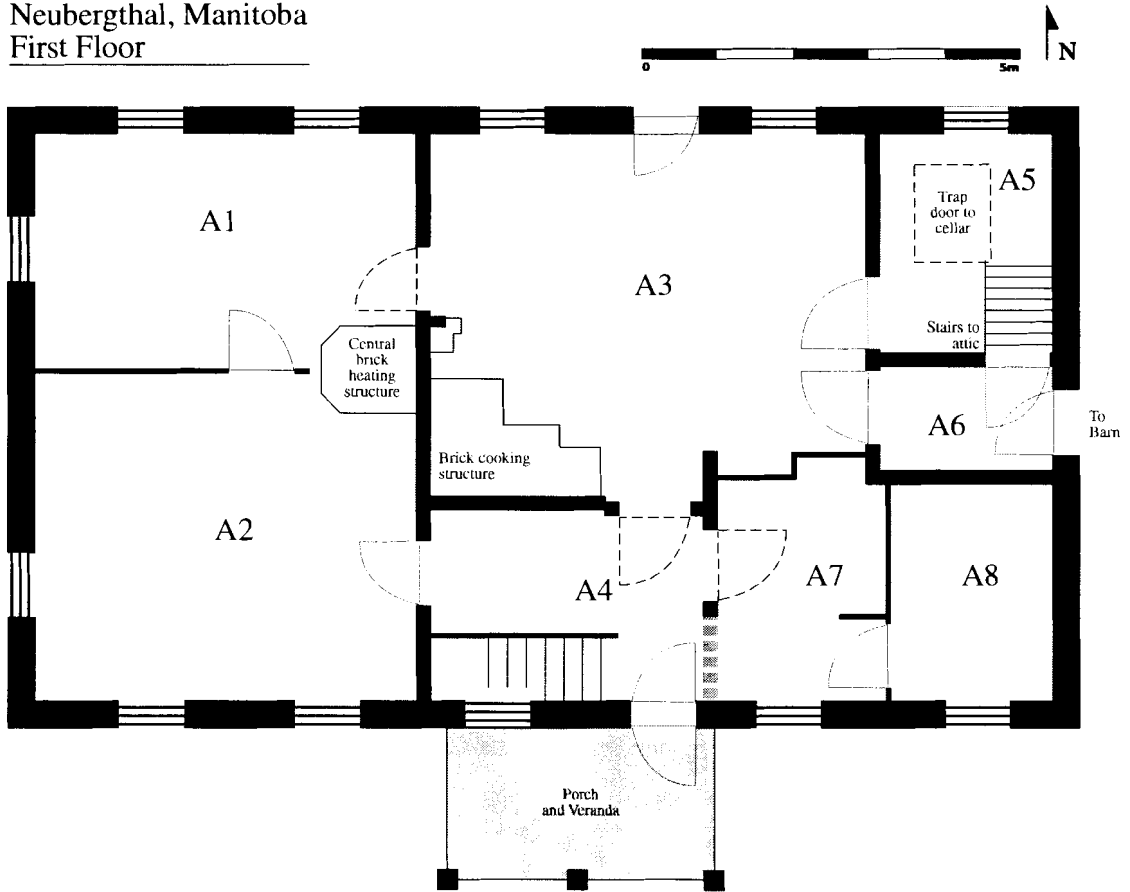 Neubergthal, Manitoba
First Floor
0
5m
N
A1
A3
A5
Trap
door to
cellar
Central
brick
heating
structure
Stairs to
attic
A6
To
Barn
Brick cooking
structure
A2
A4
A7
A8
Porch
and Veranda